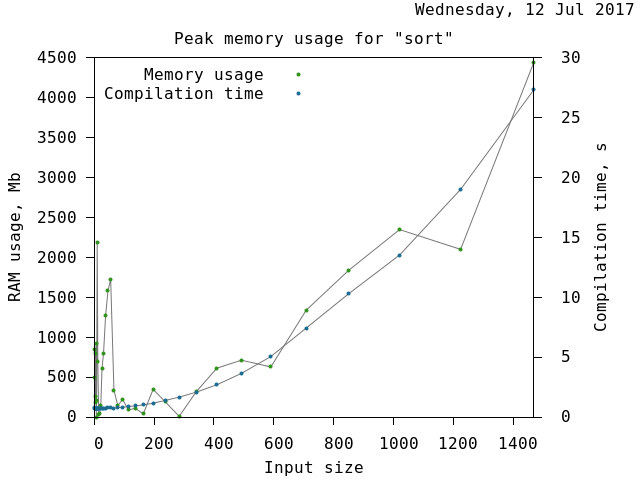 Wednesday, 12 Jul 2017
Peak memory usage for "sort"
Memory usage
Compilation time
RAM usage, Mb
4500
4000
3500
3000
2500
2000
1500
1000
500
0
30
25
20
15
10
5
0
Compilation time, s
0 200 400 600 800 1000 1200 1400
Input size